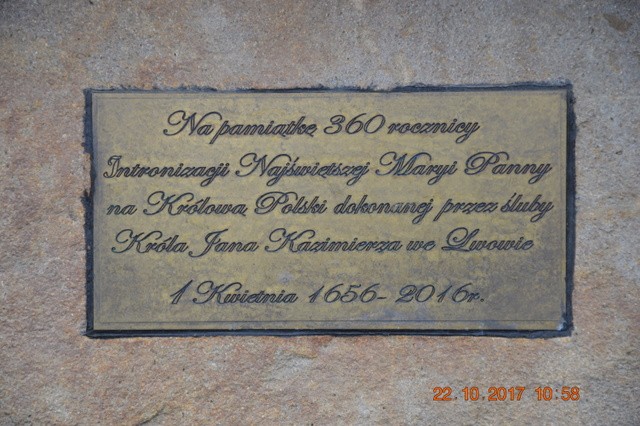 Na pamiątkę 360 rocznicy
Intronizacji Najświętszej Maryi Panny
na Królową Polski dokonanej przez śluby
Króla Jana Kazimierza we Lwowie
1 Kwietnia 1656- 2016r.
22.10.2017 10:58